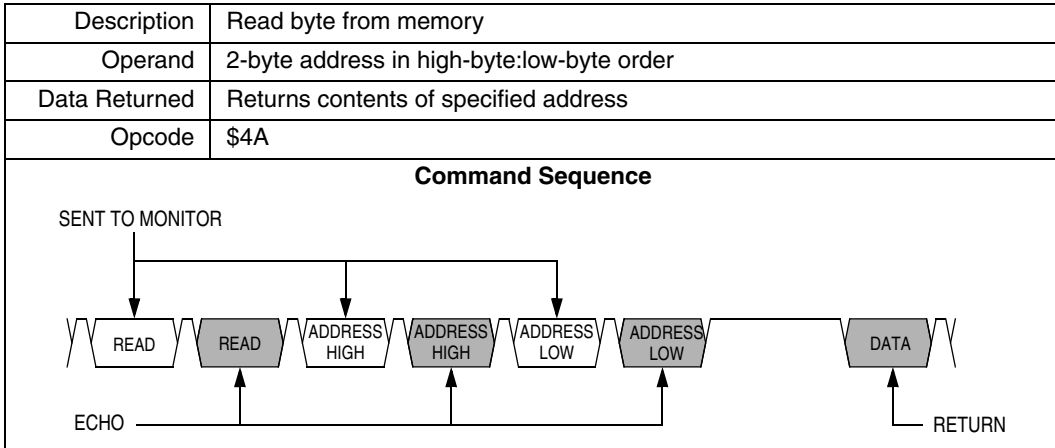 Description Read byte from memory
Operand 2-byte address in high-byte:low-byte order
Data Returned Returns contents of specified address
Opcode $4A
Command Sequence
SENT TO MONITOR
READ READ ADDRESS HIGH ADDRESS HIGH ADDRESS LOW ADDRESS LOW DATA
ECHO RETURN